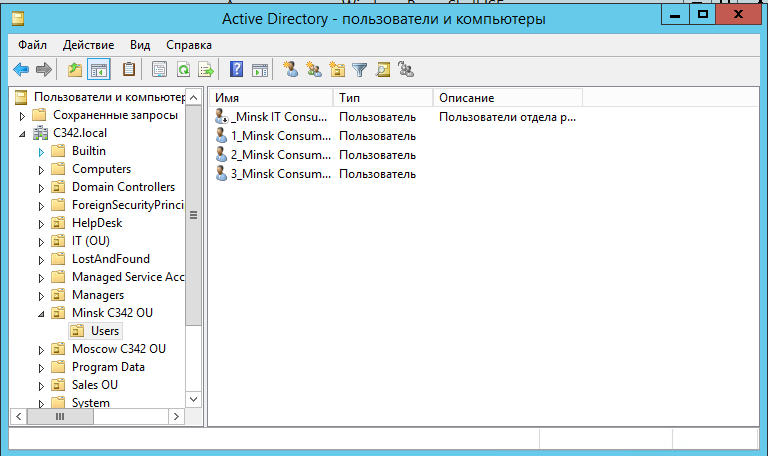 Active Directory - пользователи и компьютеры
Файл Действие Вид Справка
Пользователи и компьютер
Сохраненные запросы
C342.local
Builtin
Computers
Domain Controllers
ForeignSecurityPrinci
HelpDesk
IT (OU)
LostAndFound
Managed Service Acc
Managers
Minsk C342 OU
Users
Moscow C342 OU
Program Data
Sales OU
System
Имя Тип Описание
_Minsk IT Consu... Пользователь Пользователи отдела р...
1_Minsk Consum... Пользователь
2_Minsk Consum... Пользователь
3_Minsk Consum... Пользователь